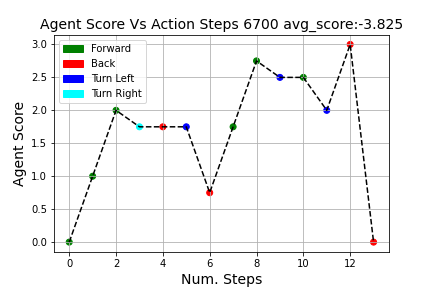 Agent Score Vs Action Steps 6700 avg_score:-3.825
3.0
2.5
2.0
1.5
1.0
0.5
0.0
Agent Score
Forward
Back
Turn Left
Turn Right
0 2 4 6 8 10 12
Num. Steps